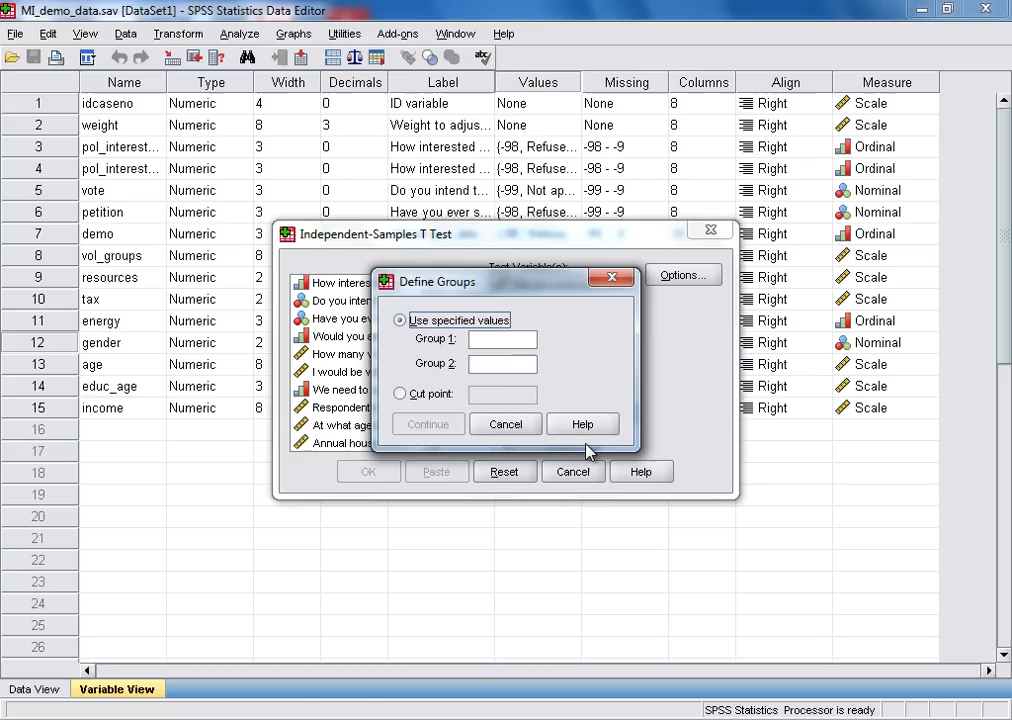 MI_demo_data.sav [DataSet1] - SPSS Statistics Data Editor
File Edit View Data Transform Analyze Graphs Utilities Add-ons Window Help
Name Type Width Decimals Label Values Missing Columns Align Measure
1 idcaseno Numeric 4 0 ID variable None None 8 Right Scale
2 weight Numeric 8 3 Weight to adjus... None None 8 Right Scale
3 pol_interest... Numeric 3 0 How interested ... {-98, Refuse... -98 - -9 8 Right Ordinal
4 pol_interest... Numeric 3 0 How interested ... {-98, Refuse... -98 - -9 8 Right Ordinal
5 vote Numeric 3 0 Do you intend t... {-99, Not ap... -98 - -9 8 Right Nominal
6 petition Numeric 3 0 Have you ever s... {-98, Refuse... -99 - -9 8 Right Nominal
7 demo Numeric 3 Right Ordinal
8 vol_groups Numeric 8 Right Scale
9 resources Numeric 2 Right Scale
10 tax Numeric 2 Right Scale
11 energy Numeric 3 Right Ordinal
12 gender Numeric 2 Right Nominal
13 age Numeric 8 Right Scale
14 educ_age Numeric 3 Right Scale
15 income Numeric 8 Right Scale
16
17
18
19
20
21
22
23
24
25
26
Independent-Samples T Test
Test Variable(s):
Options...
How interes
Do you inten
Have you ev
Would you a
How many v
I would be v
We need to
Respondent
At what age
Annual hous
OK Paste Reset Cancel Help
Define Groups
Use specified values
Group 1:
Group 2:
Cut point:
Continue Cancel Help
Data View Variable View
SPSS Statistics Processor is ready